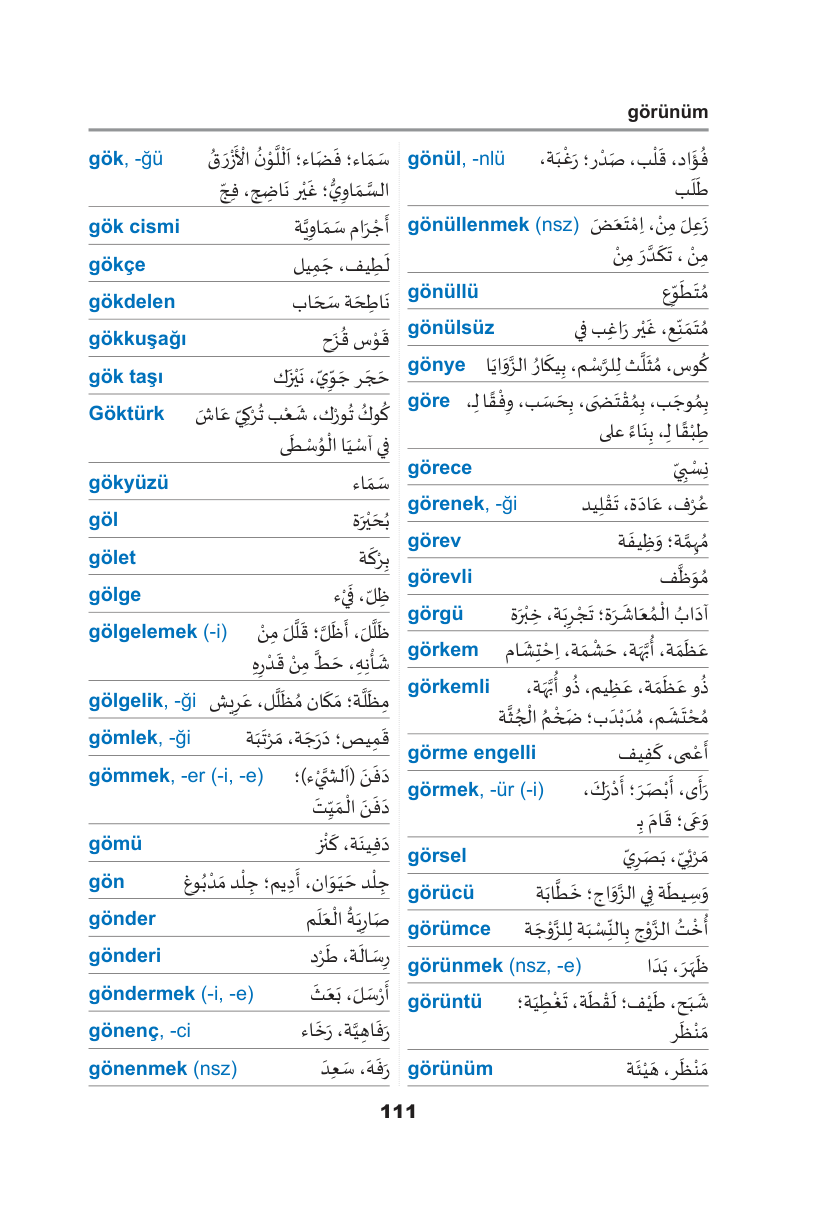 görünüm
gök, -ğü سَمَاء؛ فَضَاء؛ اَللَّوْنُ الْأَزْرَقُ
السَّمَاوِيُّ؛ غَيْر نَاضِج، فِجّ
gök cismi أَجْرَام سَمَاوِيَّة
gökçe لَطِيف، جَمِيل
gökdelen نَاطِحَة سَحَاب
gökkuşağı قَوْس قُزَح
gök taşı حَجَر جَوِّيّ، نَيْزَك
Göktürk كُوكْ تُورْك، شَعْب تُرْكِيّ عَاشَ
فِي آسْيَا الْوُسْطَى
gökyüzü سَمَاء
göl بُحَيْرَة
gölet بِرْكَة
gölge ظِلّ، فَيْء
gölgelemek (-i) ظَلَّلَ، أَظَلَّ؛ قَلَّلَ مِنْ
شَأْنِهِ، حَطَّ مِنْ قَدْرِهِ
gölgelik, -ği مِظَلَّة؛ مَكَان مُظَلَّل، عَرِيش
gömlek, -ği قَمِيص؛ دَرَجَة، مَرْتَبَة
gömmek, -er (-i, -e) دَفَنَ (اَلشَّيْءَ)؛
دَفَنَ الْمَيِّتَ
gömü دَفِينَة، كَنْز
gön جِلْد حَيَوَان، أَدِيم؛ جِلْد مَدْبُوغ
gönder صَارِيَةُ الْعَلَم
gönderi رِسَالَة، طَرْد
göndermek (-i, -e) أَرْسَلَ، بَعَثَ
gönenç, -ci رَفَاهِيَّة، رَخَاء
gönenmek (nsz) رَفَهَ، سَعِدَ
gönül, -nlü فُؤَاد، قَلْب، صَدْر؛ رَغْبَة،
طَلَب
gönüllenmek (nsz) زَعِلَ مِنْ، اِمْتَعَضَ
مِنْ ، تَكَدَّرَ مِنْ
gönüllü مُتَطَوِّع
gönülsüz مُتَمَنِّع، غَيْر رَاغِب فِي
gönye كُوس، مُثَلَّث لِلرَّسْم، بِيكَارُ الزَّوَايَا
göre بِمُوجَب، بِمُقْتَضَى، بِحَسَب، وِفْقًا لِـ،
طِبْقًا لِـ، بِنَاءً على
görece نِسْبِيّ
görenek, -ği عُرْف، عَادَة، تَقْلِيد
görev مُهِمَّة؛ وَظِيفَة
görevli مُوَظَّف
görgü آدَابُ الْمُعَاشَرَة؛ تَجْرِبَة، خِبْرَة
görkem عَظَمَة، أُبَّهَة، حَشْمَة، اِحْتِشَام
görkemli ذُو عَظَمَة، عَظِيم، ذُو أُبَّهَة،
مُحْتَشَم، مُدَبْدَب؛ ضَخْمُ الْجُثَّة
görme engelli أَعْمَى، كَفِيف
görmek, -ür (-i) رَأَى، أَبْصَرَ؛ أَدْرَكَ،
وَعَى؛ قَامَ بِـ
görsel مَرْئِيّ، بَصَرِيّ
görücü وَسِيطَة فِي الزَّوَاج؛ خَطَّابَة
görümce أُخْتُ الزَّوْج بِالنِّسْبَة لِلزَّوْجَة
görünmek (nsz, -e) ظَهَرَ، بَدَا
görüntü شَبَح، طَيْف؛ لَقْطَة، تَغْطِيَة؛
مَنْظَر
görünüm مَنْظَر، هَيْئَة
111